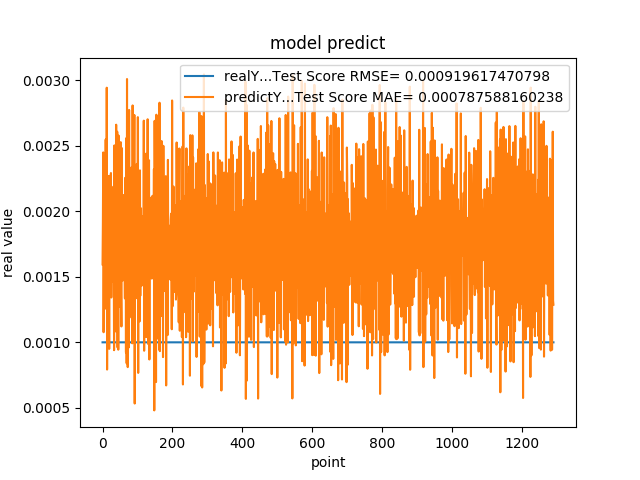 model predict
realY...Test Score RMSE= 0.000919617470798
predictY...Test Score MAE= 0.000787588160238
0.0030
0.0025
0.0020
0.0015
0.0010
0.0005
real value
0 200 400 600 800 1000 1200
point